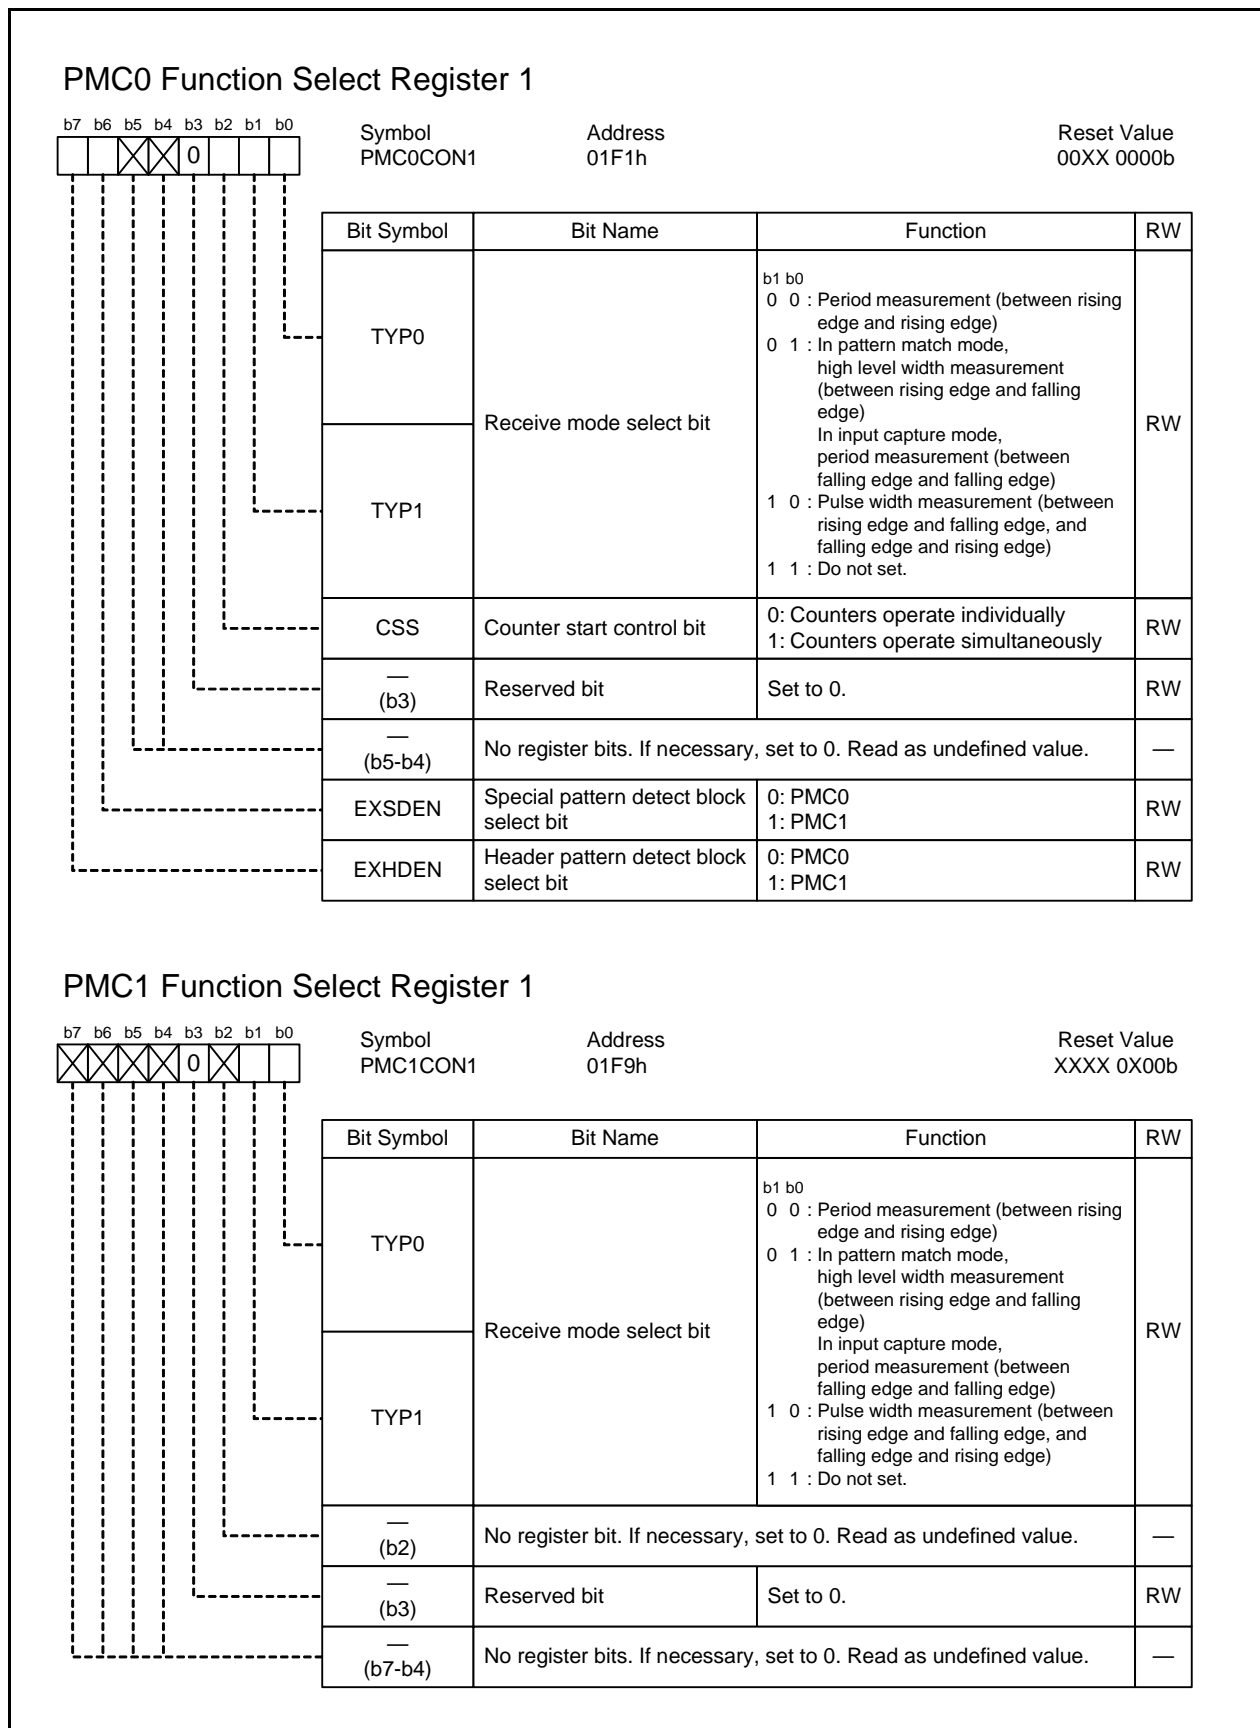 PMC0 Function Select Register 1
b7 b6 b5 b4 b3 b2 b1 b0
0
Symbol Address Reset Value
PMC0CON1 01F1h 00XX 0000b
Bit Symbol Bit Name Function RW
TYP0
TYP1
Receive mode select bit
b1 b0
0 0 : Period measurement (between rising
edge and rising edge)
0 1 : In pattern match mode,
high level width measurement
(between rising edge and falling
edge)
In input capture mode,
period measurement (between
falling edge and falling edge)
1 0 : Pulse width measurement (between
rising edge and falling edge, and
falling edge and rising edge)
1 1 : Do not set.
RW
CSS Counter start control bit
0: Counters operate individually
1: Counters operate simultaneously
RW
—
(b3)
Reserved bit Set to 0. RW
—
(b5-b4)
No register bits. If necessary, set to 0. Read as undefined value. —
EXSDEN
Special pattern detect block
select bit
0: PMC0
1: PMC1
RW
EXHDEN
Header pattern detect block
select bit
0: PMC0
1: PMC1
RW
PMC1 Function Select Register 1
b7 b6 b5 b4 b3 b2 b1 b0
0
Symbol Address Reset Value
PMC1CON1 01F9h XXXX 0X00b
Bit Symbol Bit Name Function RW
TYP0
TYP1
Receive mode select bit
b1 b0
0 0 : Period measurement (between rising
edge and rising edge)
0 1 : In pattern match mode,
high level width measurement
(between rising edge and falling
edge)
In input capture mode,
period measurement (between
falling edge and falling edge)
1 0 : Pulse width measurement (between
rising edge and falling edge, and
falling edge and rising edge)
1 1 : Do not set.
RW
—
(b2)
No register bit. If necessary, set to 0. Read as undefined value. —
—
(b3)
Reserved bit Set to 0. RW
—
(b7-b4)
No register bits. If necessary, set to 0. Read as undefined value. —